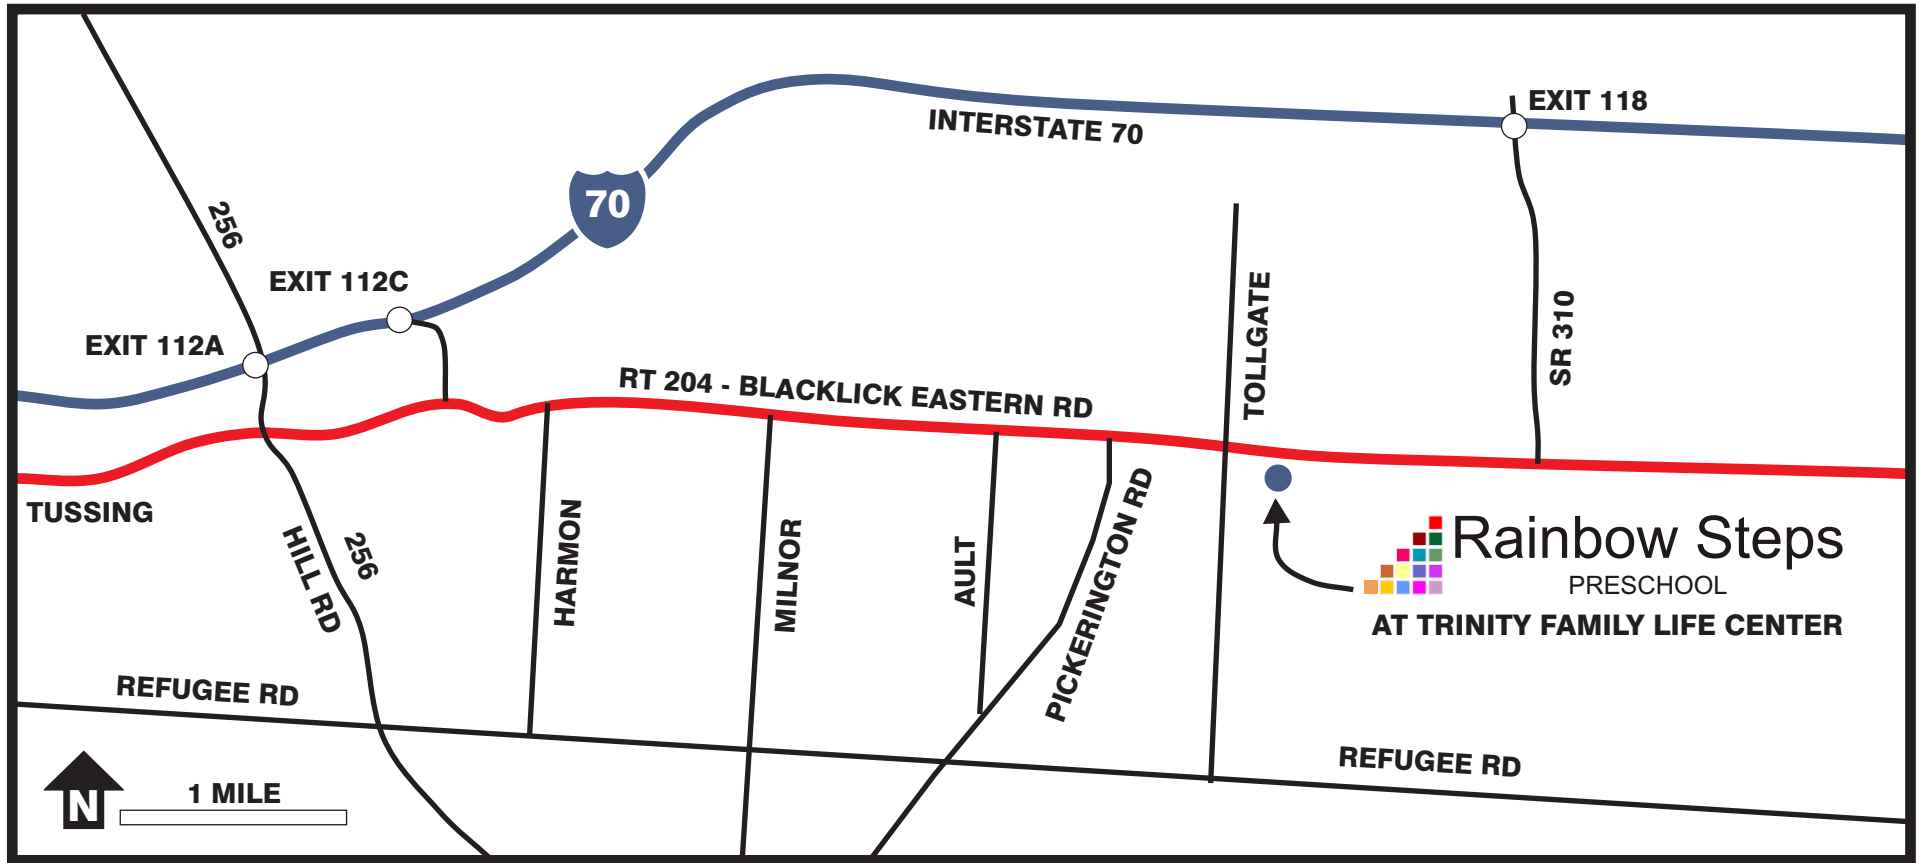 EXIT 118
INTERSTATE 70
70
256
EXIT 112C
EXIT 112A
TOLLGATE
SR 310
RT 204 - BLACKLICK EASTERN RD
TUSSING
HILL RD
256
HARMON
MILNOR
AULT
PICKERINGTON RD
Rainbow Steps
PRESCHOOL
AT TRINITY FAMILY LIFE CENTER
REFUGEE RD
REFUGEE RD
N
1 MILE